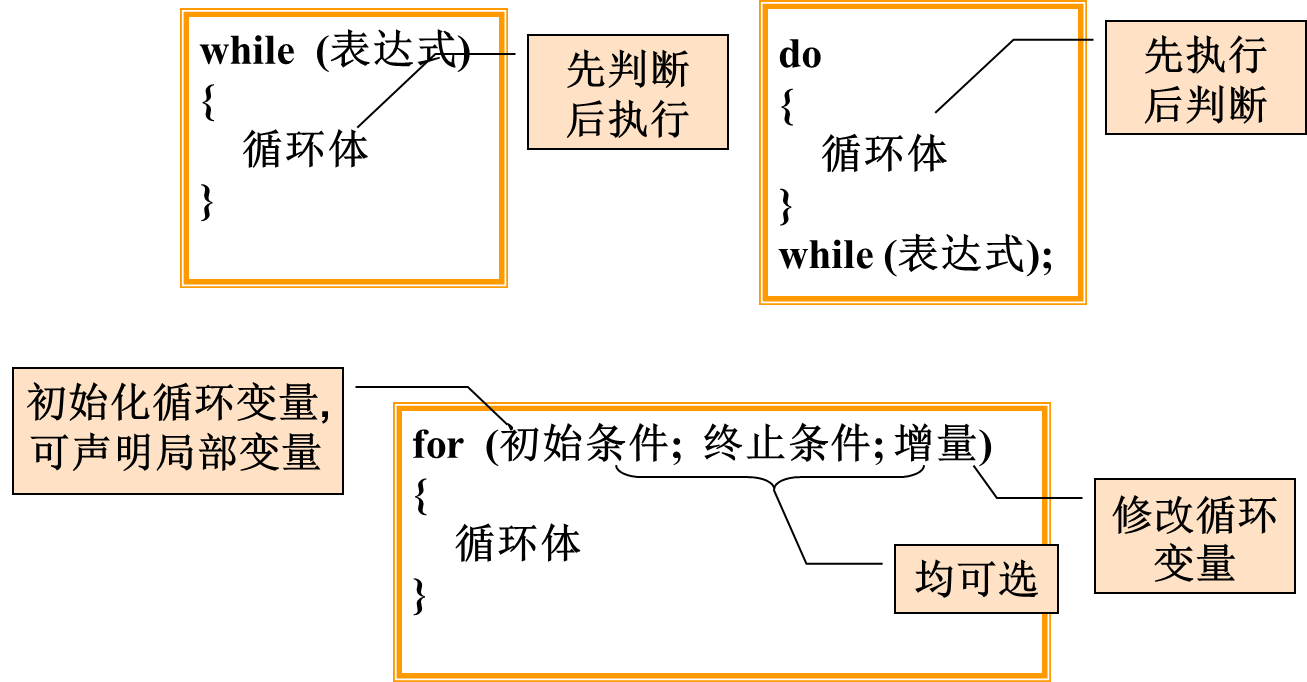 while (表达式)
{
循环体
}
先判断
后执行
do
{
循环体
}
while (表达式);
先执行
后判断
初始化循环变量,
可声明局部变量
for (初始条件; 终止条件; 增量)
{
循环体
}
均可选
修改循环
变量